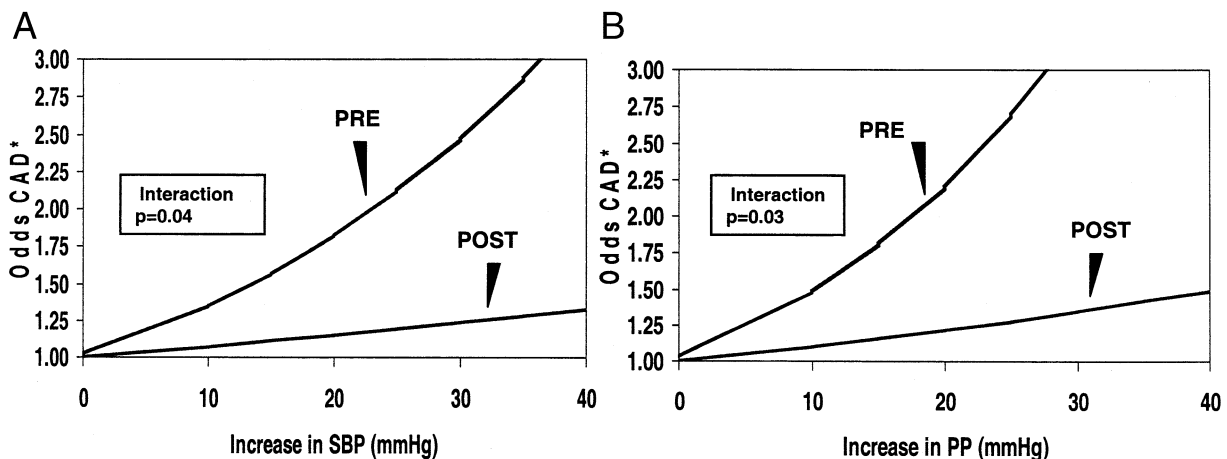 A
3.00
2.75
2.50
2.25
2.00
1.75
1.50
1.25
1.00
Odds CAD*
PRE
POST
Interaction
p=0.04
0 10 20 30 40
Increase in SBP (mmHg)
B
3.00
2.75
2.50
2.25
2.00
1.75
1.50
1.25
1.00
Odds CAD*
PRE
POST
Interaction
p=0.03
0 10 20 30 40
Increase in PP (mmHg)